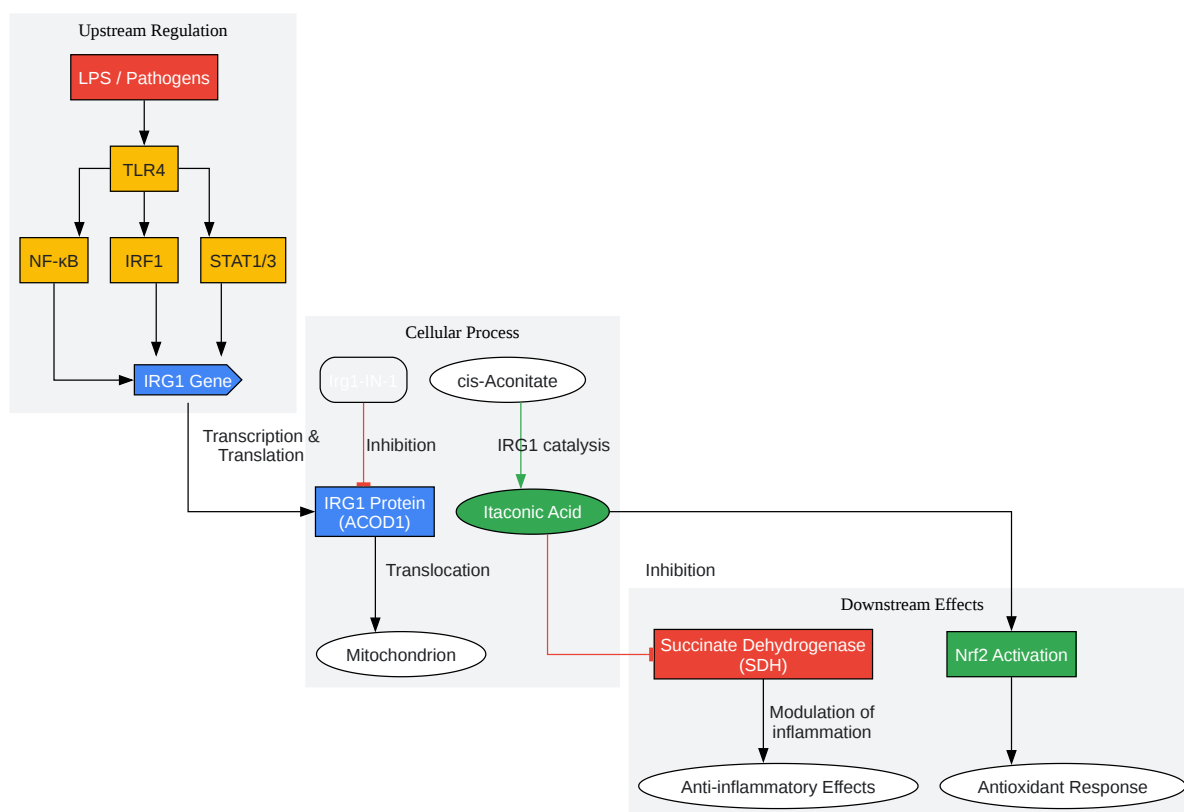 Upstream Regulation
LPS / Pathogens
TLR4
NF-κB
IRF1
STAT1/3
IRG1 Gene
Transcription &
Translation
Cellular Process
Irg1-IN-1
cis-Aconitate
Inhibition
IRG1 catalysis
IRG1 Protein
(ACOD1)
Itaconic Acid
Translocation
Mitochondrion
Inhibition
Downstream Effects
Succinate Dehydrogenase
(SDH)
Nrf2 Activation
Modulation of
inflammation
Anti-inflammatory Effects
Antioxidant Response